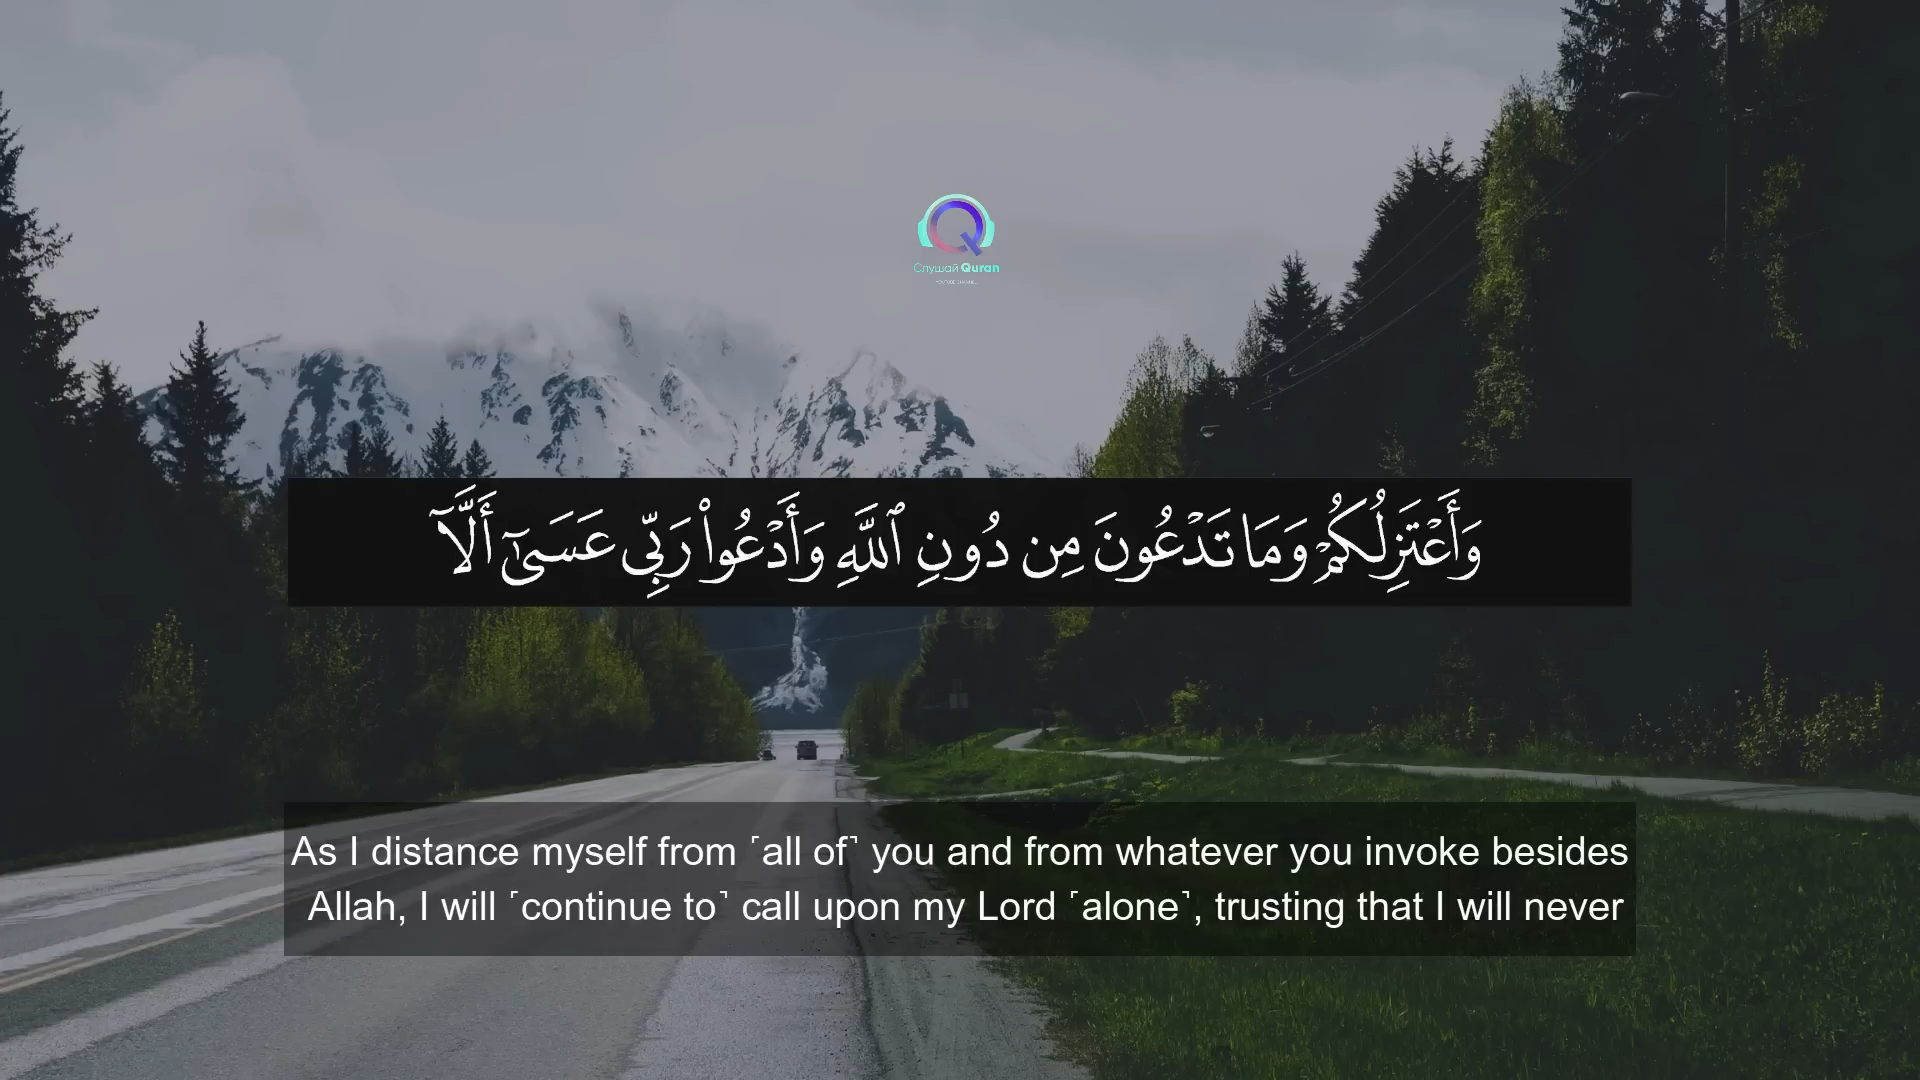 Слушай Quran
وَأَعْتَزِلُكُمْ وَمَا تَدْعُونَ مِن دُونِ ٱللَّهِ وَأَدْعُوا۟ رَبِّى عَسَىٰٓ أَلَّآ
As I distance myself from ˹all of˺ you and from whatever you invoke besides
Allah, I will ˹continue to˺ call upon my Lord ˹alone˺, trusting that I will never